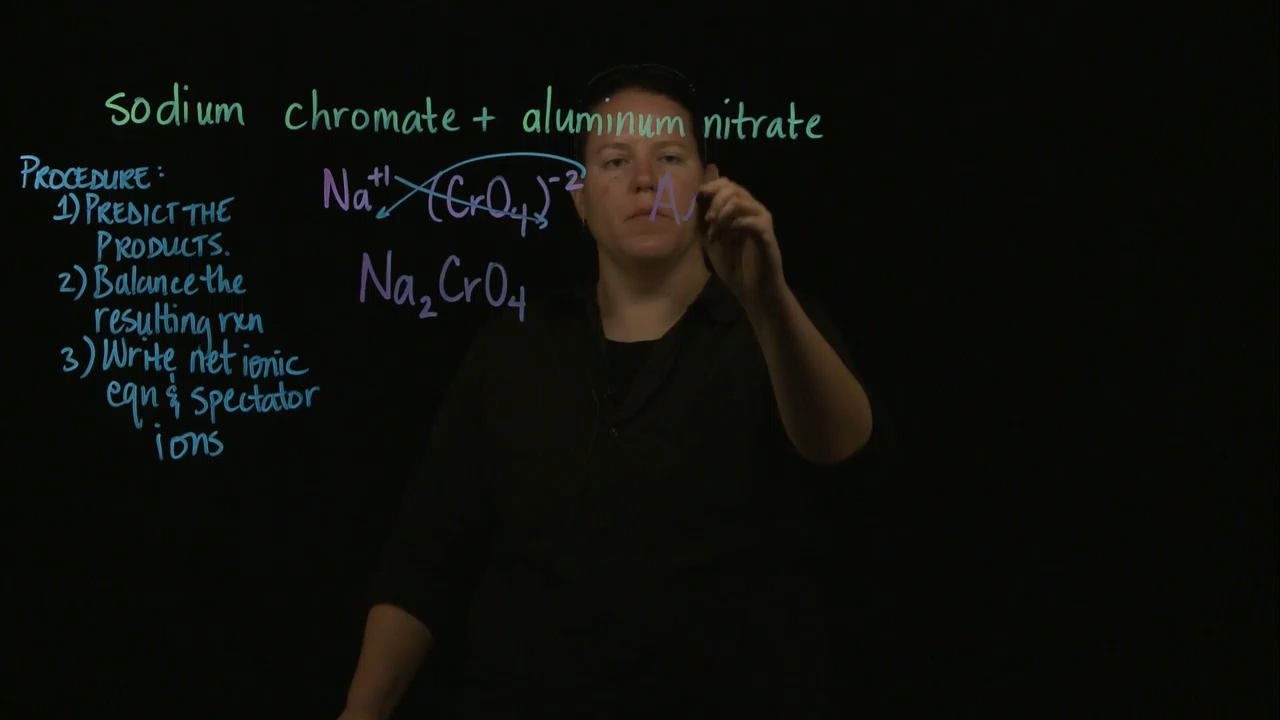 sodium chromate + aluminum nitrate
PROCEDURE:
1) PREDICT THE
PRODUCTS.
2) Balance the
resulting rxn
3) Write net ionic
eqn & spectator
ions
Na+1 (CrO4)-2 A
Na2CrO4